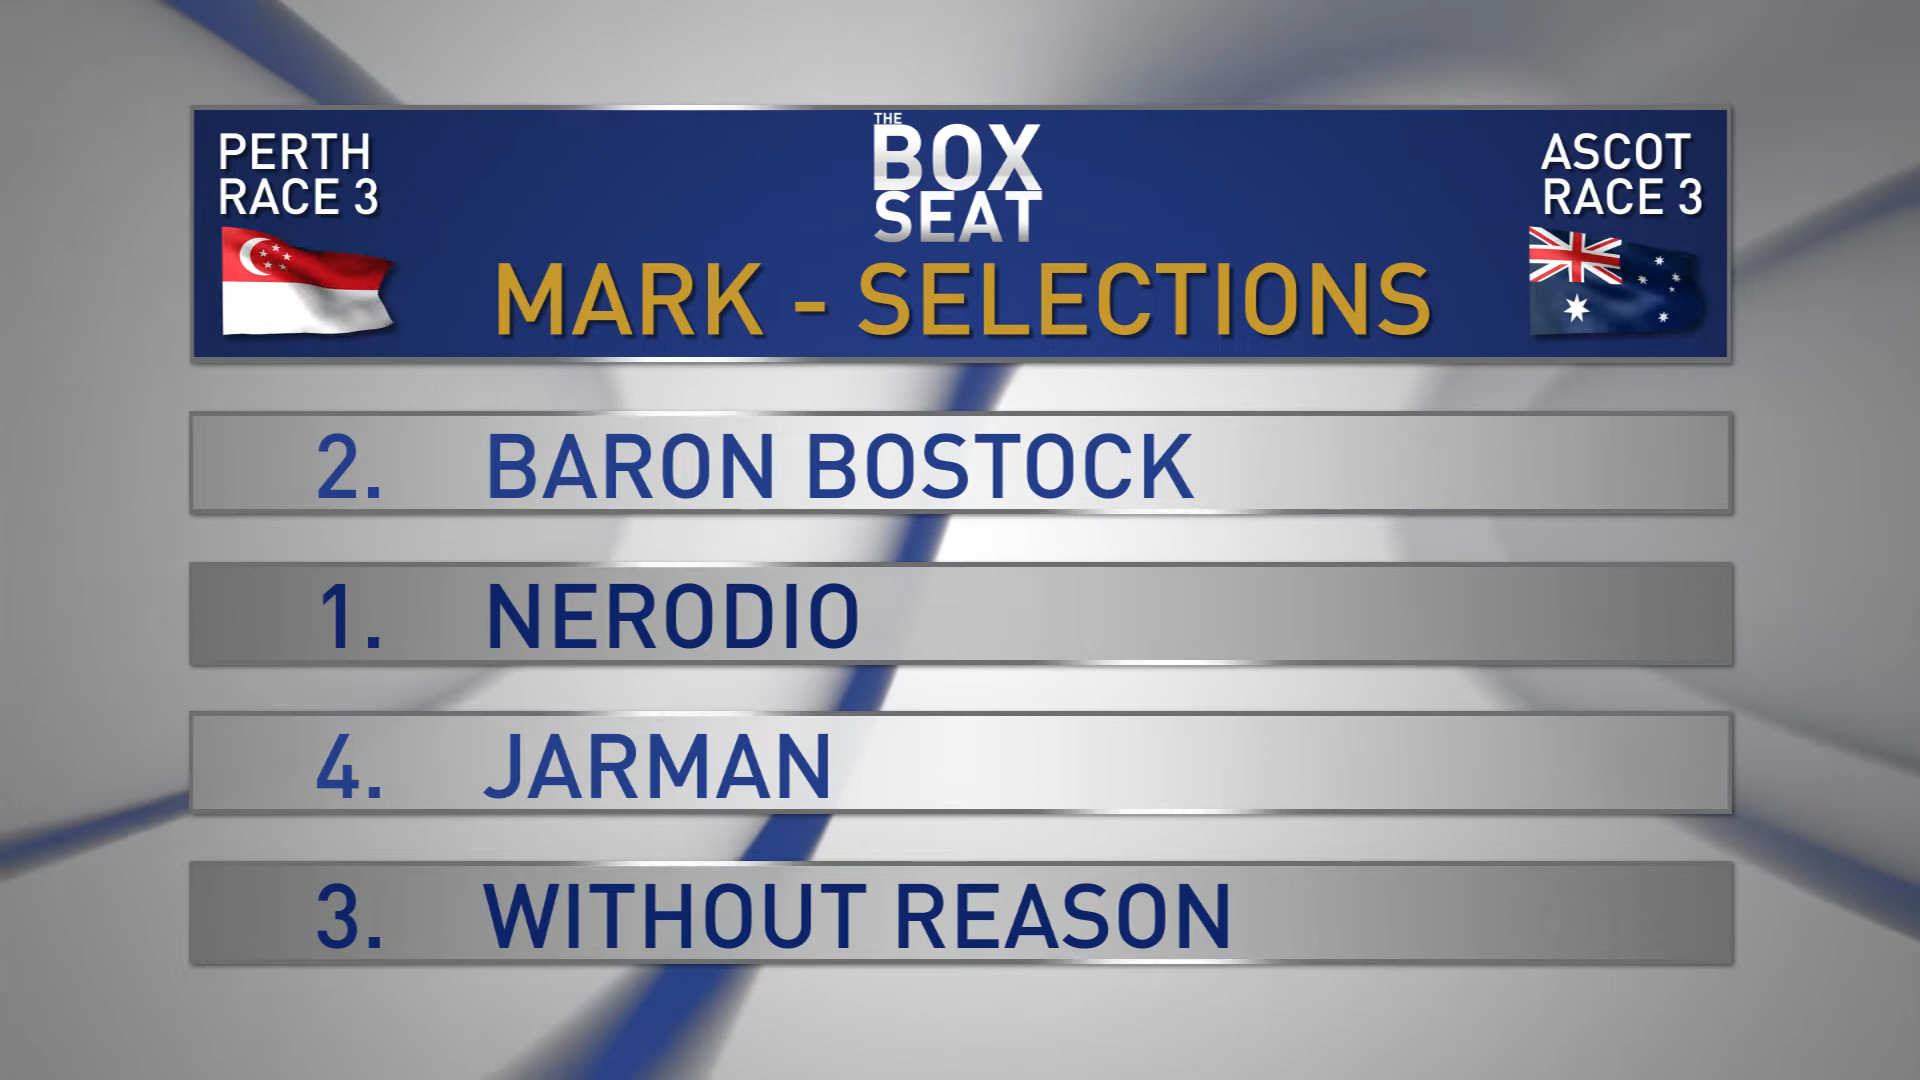 PERTH
RACE 3
THE
BOX
SEAT
ASCOT
RACE 3
MARK - SELECTIONS
2. BARON BOSTOCK
1. NERODIO
4. JARMAN
3. WITHOUT REASON